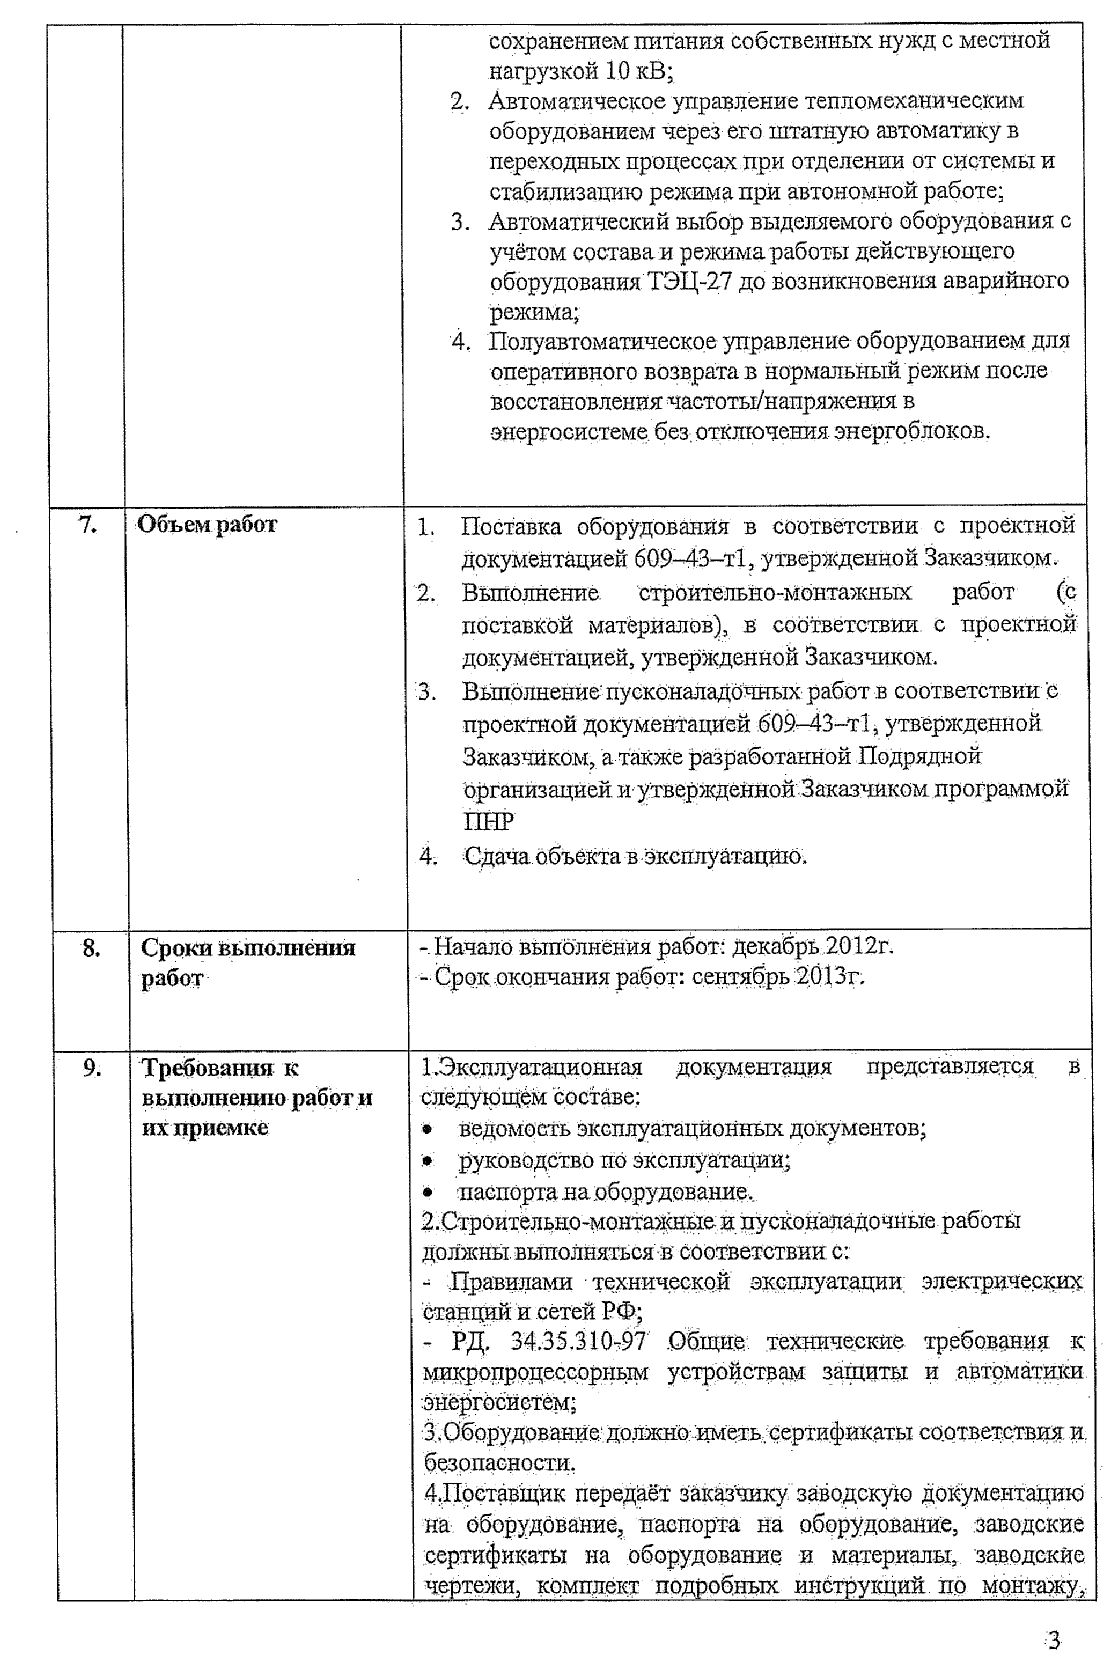 сохранением питания собственных нужд с местной
нагрузкой 10 кВ;
2. Автоматическое управление тепломеханическим
оборудованием через его штатную автоматику в
переходных процессах при отделении от системы и
стабилизацию режима при автономной работе;
3. Автоматический выбор выделяемого оборудования с
учётом состава и режима работы действующего
оборудования ТЭЦ-27 до возникновения аварийного
режима;
4. Полуавтоматическое управление оборудованием для
оперативного возврата в нормальный режим после
восстановления частоты/напряжения в
энергосистеме без отключения энергоблоков.
7. Объем работ
1. Поставка оборудования в соответствии с проектной
документацией 609–43–т1, утвержденной Заказчиком.
2. Выполнение строительно-монтажных работ (с
поставкой материалов), в соответствии с проектной
документацией, утвержденной Заказчиком.
3. Выполнение пусконаладочных работ в соответствии с
проектной документацией 609–43–т1, утвержденной
Заказчиком, а также разработанной Подрядной
организацией и утвержденной Заказчиком программой
ПНР
4. Сдача объекта в эксплуатацию.
8. Сроки выполнения
работ
- Начало выполнения работ: декабрь 2012г.
- Срок окончания работ: сентябрь 2013г.
9. Требования к
выполнению работ и
их приемке
1.Эксплуатационная документация представляется в
следующем составе:
• ведомость эксплуатационных документов;
• руководство по эксплуатации;
• паспорта на оборудование.
2.Строительно-монтажные и пусконаладочные работы
должны выполняться в соответствии с:
- Правилами технической эксплуатации электрических
станций и сетей РФ;
- РД. 34.35.310-97 Общие технические требования к
микропроцессорным устройствам защиты и автоматики
энергосистем;
3.Оборудование должно иметь сертификаты соответствия и
безопасности.
4.Поставщик передаёт заказчику заводскую документацию
на оборудование, паспорта на оборудование, заводские
сертификаты на оборудование и материалы, заводские
чертежи, комплект подробных инструкций по монтажу,
3